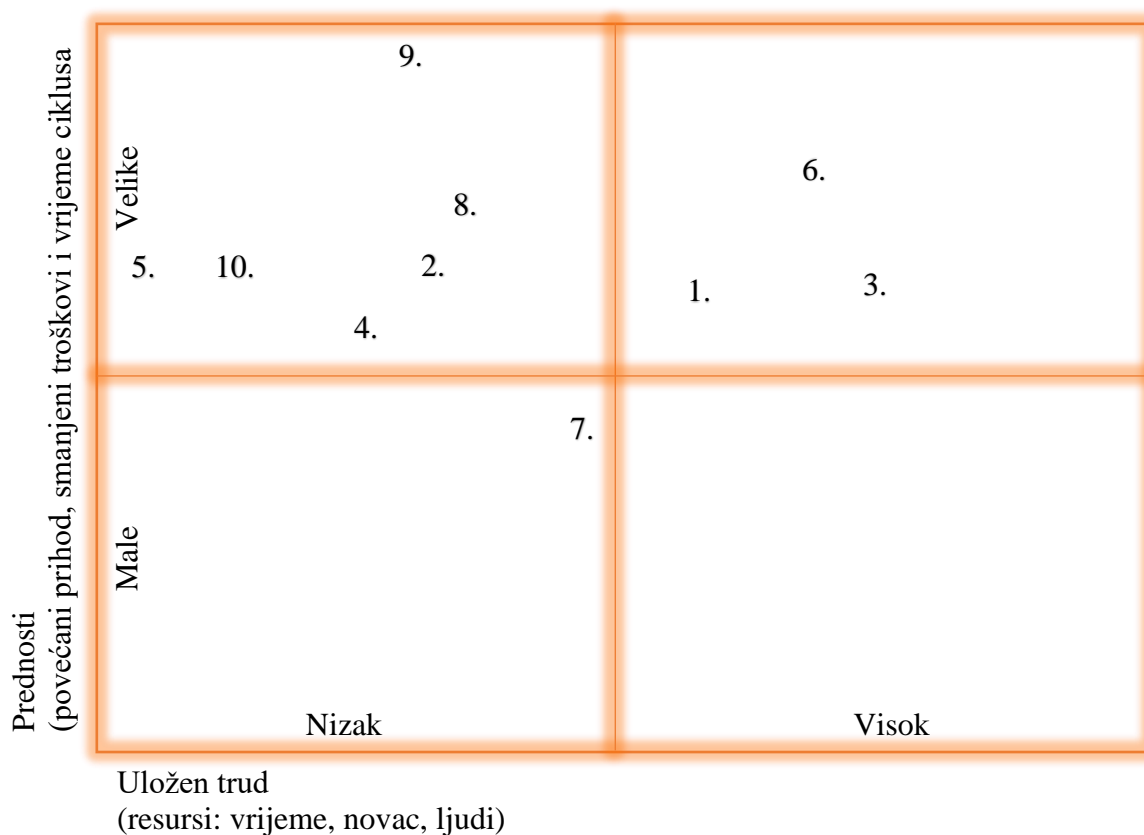 Prednosti
(povećani prihod, smanjeni troškovi i vrijeme ciklusa
Velike
Male
9.
6.
8.
5.
10.
2.
1.
3.
4.
7.
Nizak
Visok
Uložen trud
(resursi: vrijeme, novac, ljudi)